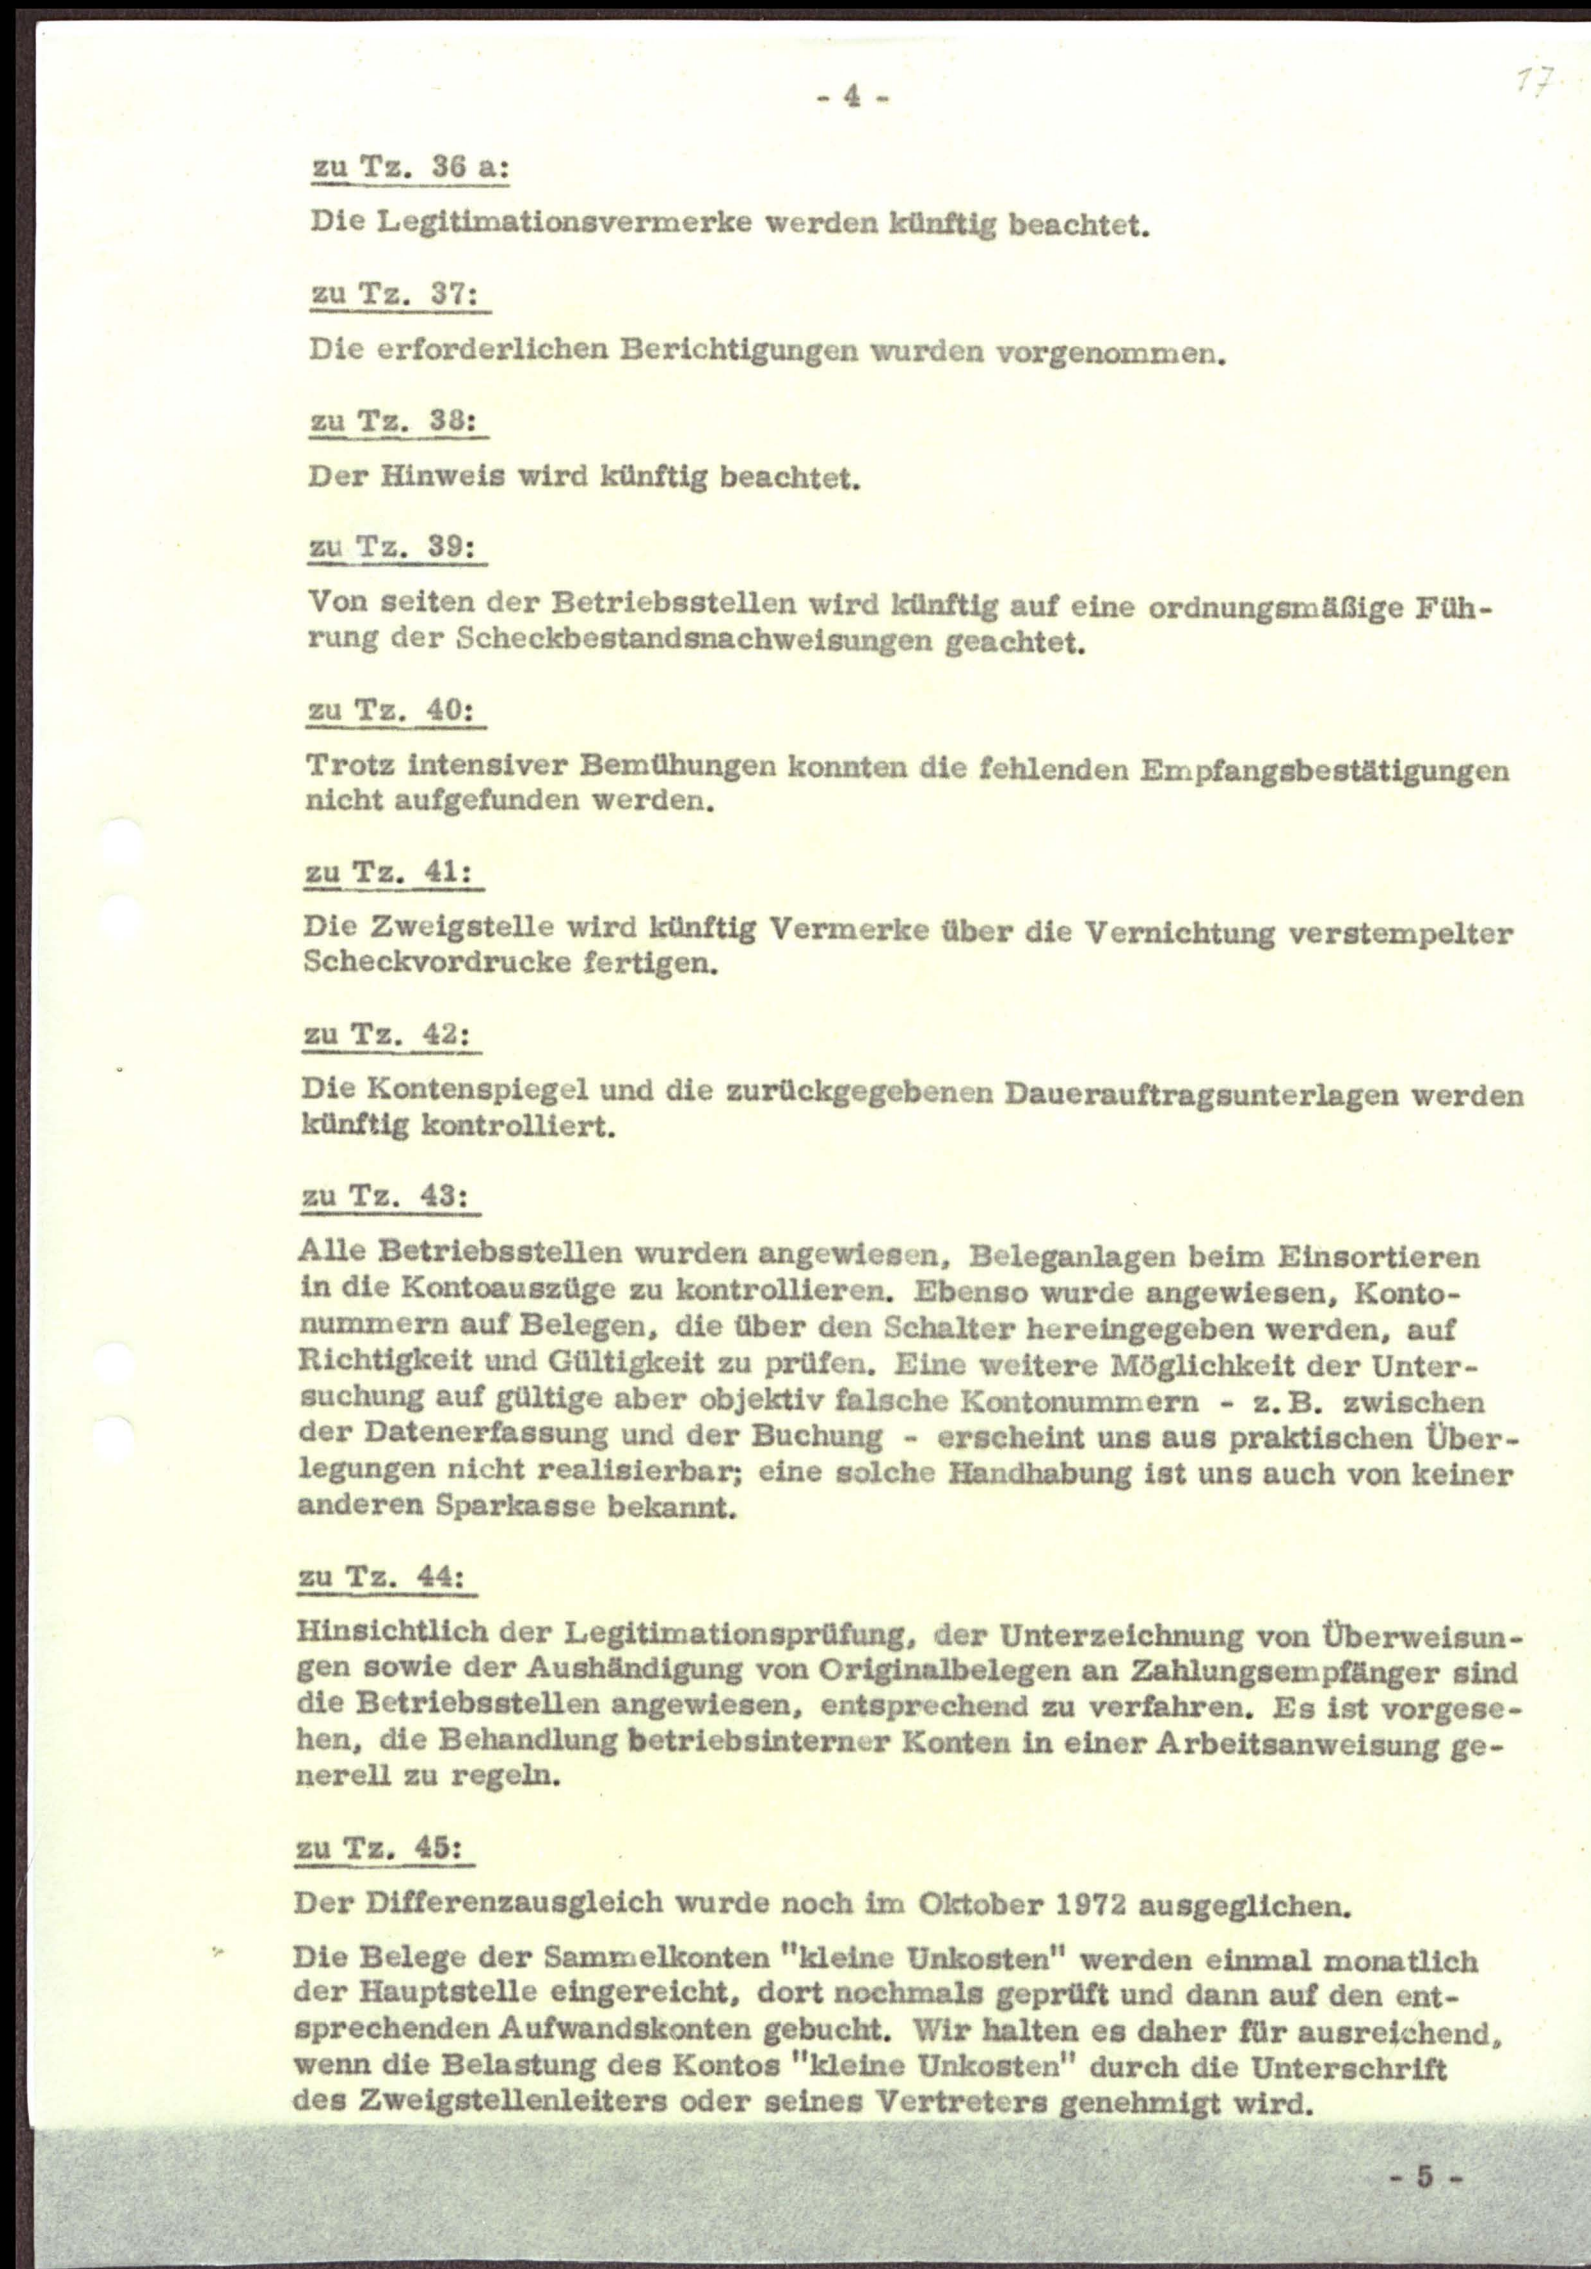 - 4 -
17
zu Tz. 36 a:
Die Legitimationsvermerke werden künftig beachtet.
zu Tz. 37:
Die erforderlichen Berichtigungen wurden vorgenommen.
zu Tz. 38:
Der Hinweis wird künftig beachtet.
zu Tz. 39:
Von seiten der Betriebsstellen wird künftig auf eine ordnungsmäßige Füh-
rung der Scheckbestandsnachweisungen geachtet.
zu Tz. 40:
Trotz intensiver Bemühungen konnten die fehlenden Empfangsbestätigungen
nicht aufgefunden werden.
zu Tz. 41:
Die Zweigstelle wird künftig Vermerke über die Vernichtung verstempelter
Scheckvordrucke fertigen.
zu Tz. 42:
Die Kontenspiegel und die zurückgegebenen Dauerauftragsunterlagen werden
künftig kontrolliert.
zu Tz. 43:
Alle Betriebsstellen wurden angewiesen, Beleganlagen beim Einsortieren
in die Kontoauszüge zu kontrollieren. Ebenso wurde angewiesen, Konto-
nummern auf Belegen, die über den Schalter hereingegeben werden, auf
Richtigkeit und Gültigkeit zu prüfen. Eine weitere Möglichkeit der Unter-
suchung auf gültige aber objektiv falsche Kontonummern - z. B. zwischen
der Datenerfassung und der Buchung - erscheint uns aus praktischen Über-
legungen nicht realisierbar; eine solche Handhabung ist uns auch von keiner
anderen Sparkasse bekannt.
zu Tz. 44:
Hinsichtlich der Legitimationsprüfung, der Unterzeichnung von Überweisun-
gen sowie der Aushändigung von Originalbelegen an Zahlungsempfänger sind
die Betriebsstellen angewiesen, entsprechend zu verfahren. Es ist vorgese-
hen, die Behandlung betriebsinterner Konten in einer Arbeitsanweisung ge-
nerell zu regeln.
zu Tz. 45:
Der Differenzausgleich wurde noch im Oktober 1972 ausgeglichen.
Die Belege der Sammelkonten "kleine Unkosten" werden einmal monatlich
der Hauptstelle eingereicht, dort nochmals geprüft und dann auf den ent-
sprechenden Aufwandskonten gebucht. Wir halten es daher für ausreichend,
wenn die Belastung des Kontos "kleine Unkosten" durch die Unterschrift
des Zweigstellenleiters oder seines Vertreters genehmigt wird.
- 5 -